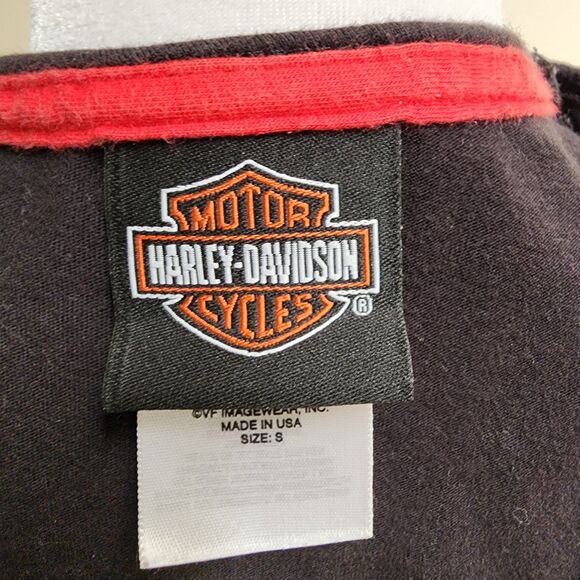 MOTOR
HARLEY-DAVIDSON
CYCLES
®
©VF IMAGEWEAR, INC.
MADE IN USA
SIZE: S